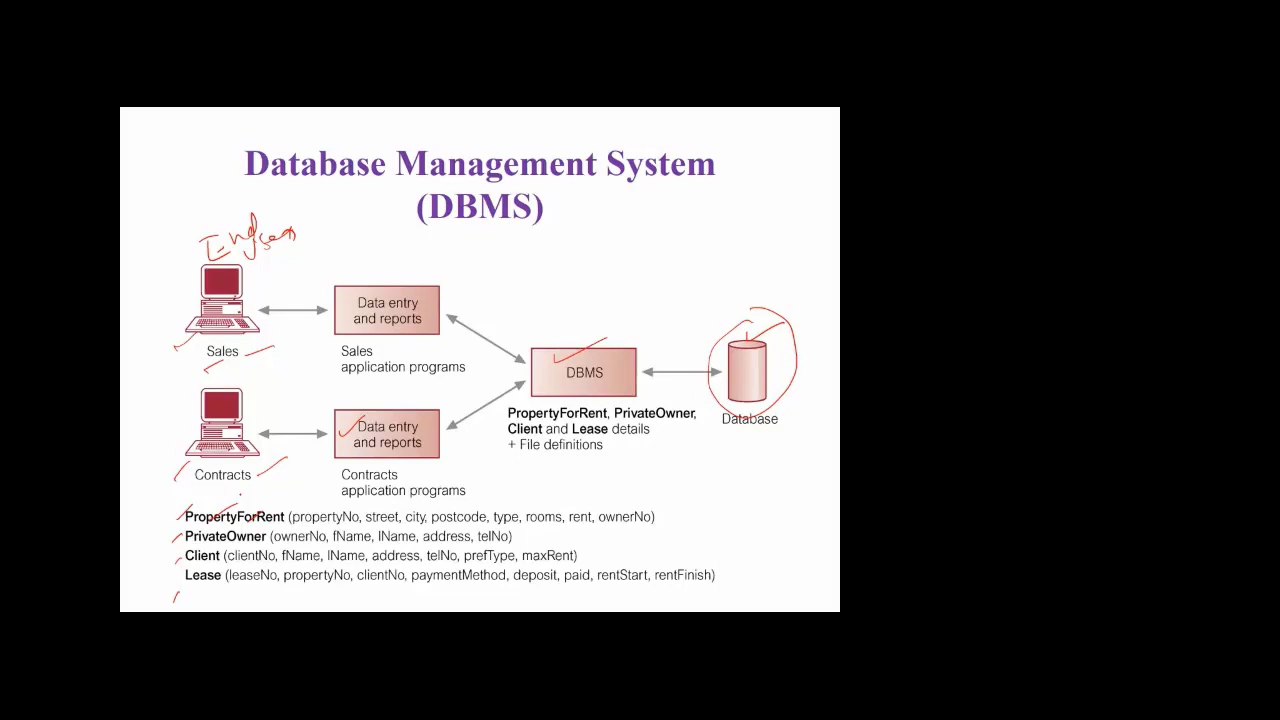 Database Management System
(DBMS)
End users
Data entry
and reports
Sales
Sales
application programs
DBMS
PropertyForRent, PrivateOwner,
Client and Lease details
+ File definitions
Database
Data entry
and reports
Contracts
Contracts
application programs
PropertyForRent (propertyNo, street, city, postcode, type, rooms, rent, ownerNo)
PrivateOwner (ownerNo, fName, lName, address, telNo)
Client (clientNo, fName, lName, address, telNo, prefType, maxRent)
Lease (leaseNo, propertyNo, clientNo, paymentMethod, deposit, paid, rentStart, rentFinish)